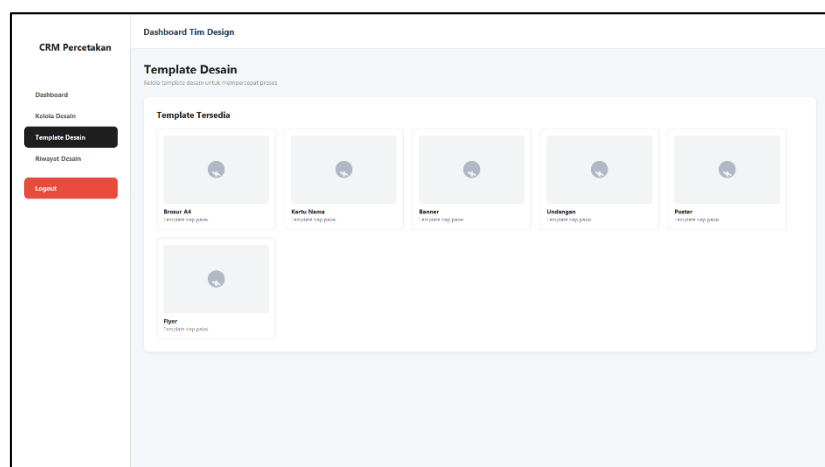 CRM Percetakan
Dashboard
Kelola Desain
Template Desain
Riwayat Desain
Logout
Dashboard Tim Design
Template Desain
Kelola template desain untuk mempercepat proses
Template Tersedia
Brosur A4
Template siap pakai
Kartu Nama
Template siap pakai
Banner
Template siap pakai
Undangan
Template siap pakai
Poster
Template siap pakai
Flyer
Template siap pakai